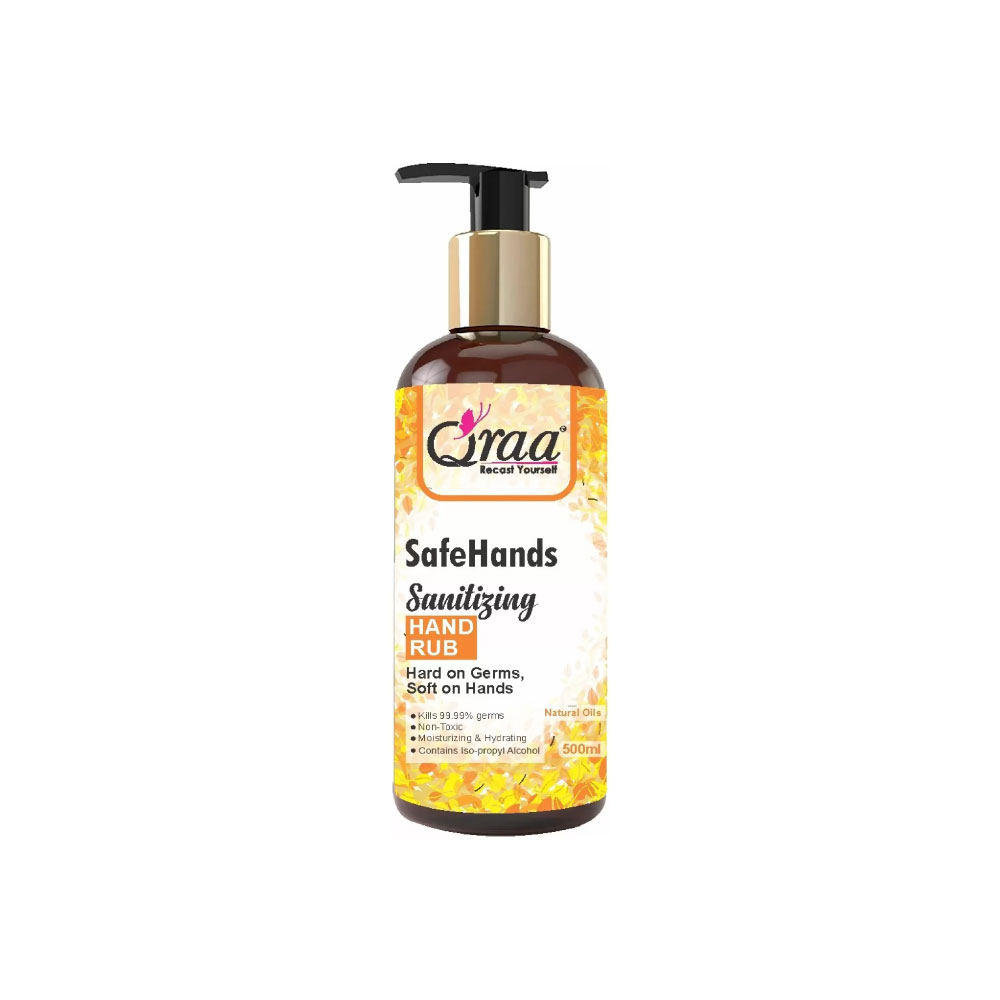 Qraa®
Recast Yourself
SafeHands
Sanitizing
HAND
RUB
Hard on Germs,
Soft on Hands
● Kills 99.99% germs
● Non-Toxic
● Moisturizing & Hydrating
● Contains Iso-propyl Alcohol
Natural Oils
500ml